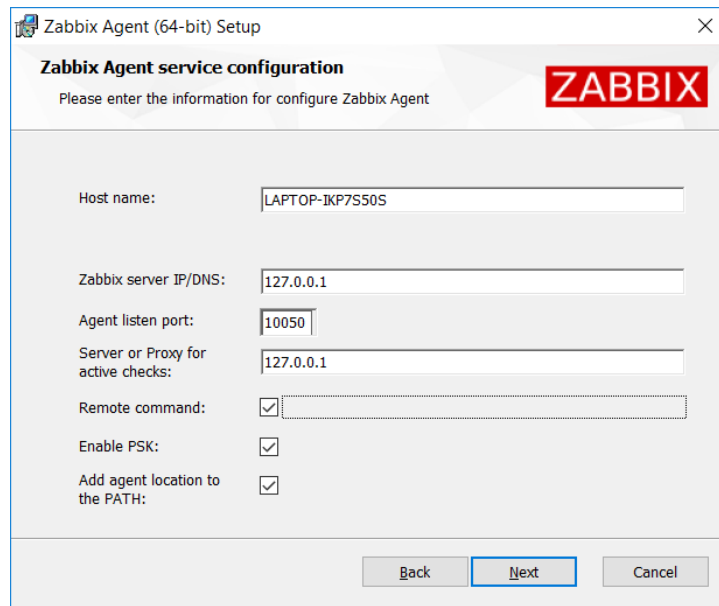 Zabbix Agent (64-bit) Setup
Zabbix Agent service configuration
Please enter the information for configure Zabbix Agent
ZABBIX
Host name:
LAPTOP-IKP7S50S
Zabbix server IP/DNS:
127.0.0.1
Agent listen port:
10050
Server or Proxy for
active checks:
127.0.0.1
Remote command:
Enable PSK:
Add agent location to
the PATH:
Back
Next
Cancel